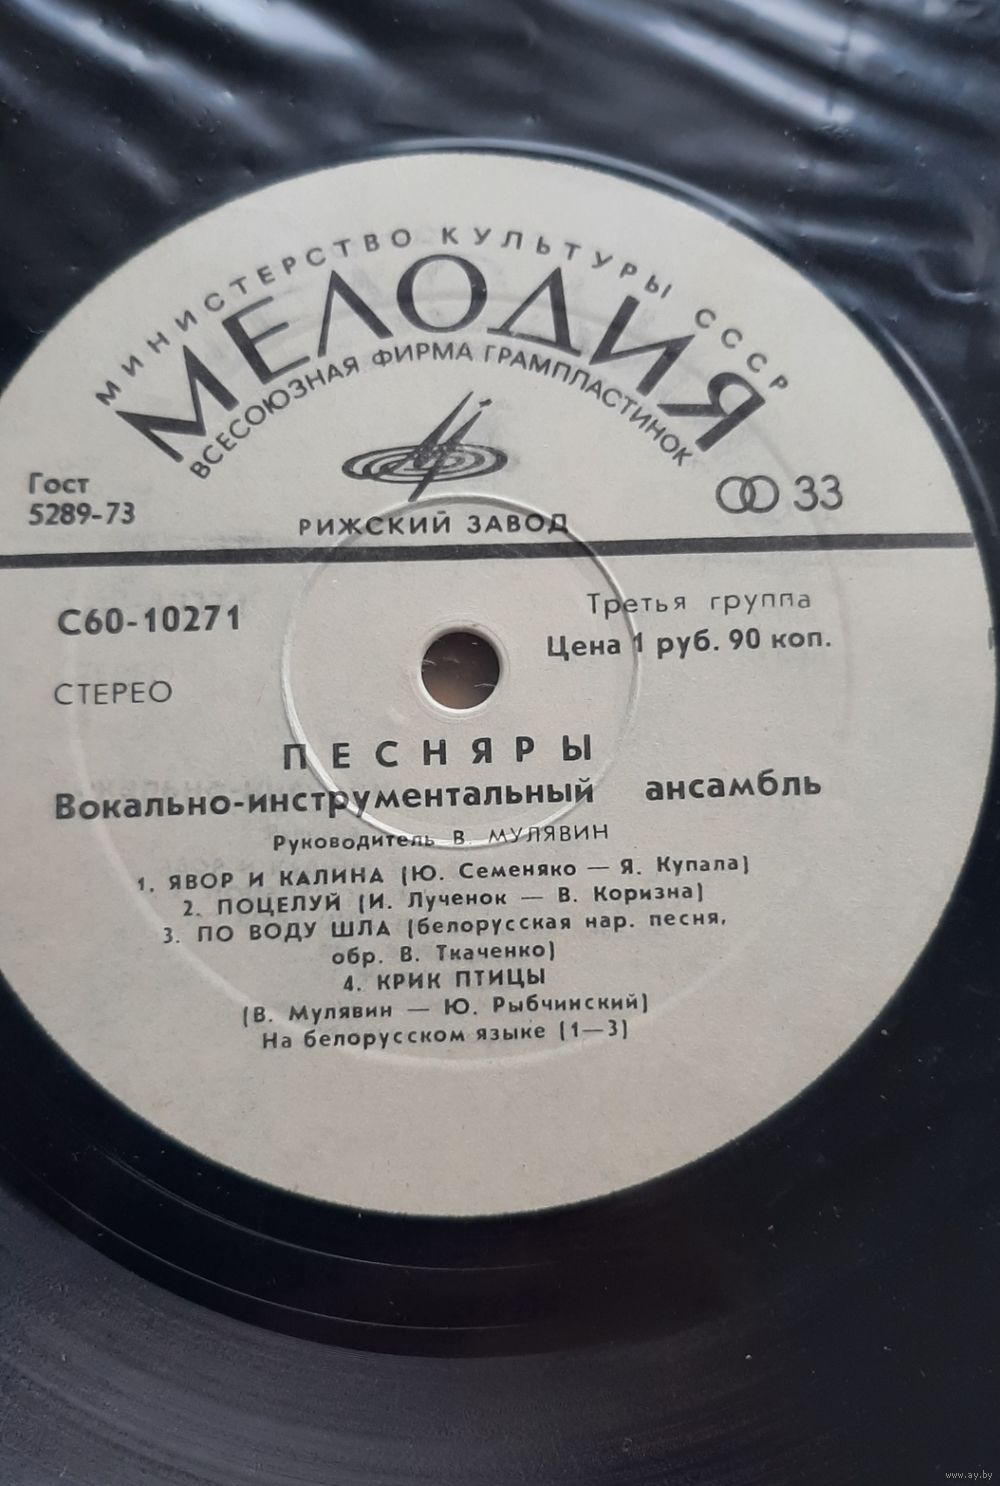 МИНИСТЕРСТВО КУЛЬТУРЫ СССР
МЕЛОДИЯ
ВСЕСОЮЗНАЯ ФИРМА ГРАМПЛАСТИНОК
Гост
5289-73
33
РИЖСКИЙ ЗАВОД
С60-10271
Третья группа
Цена 1 руб. 90 коп.
СТЕРЕО
ПЕСНЯРЫ
Вокально-инструментальный ансамбль
Руководитель В. МУЛЯВИН
1. ЯВОР И КАЛИНА (Ю. Семеняко — Я. Купала)
2. ПОЦЕЛУЙ (И. Лученок — В. Коризна)
3. ПО ВОДУ ШЛА (белорусская нар. песня,
обр. В. Ткаченко)
4. КРИК ПТИЦЫ
(В. Мулявин — Ю. Рыбчинский)
На белорусском языке (1—3)
www.ay.by